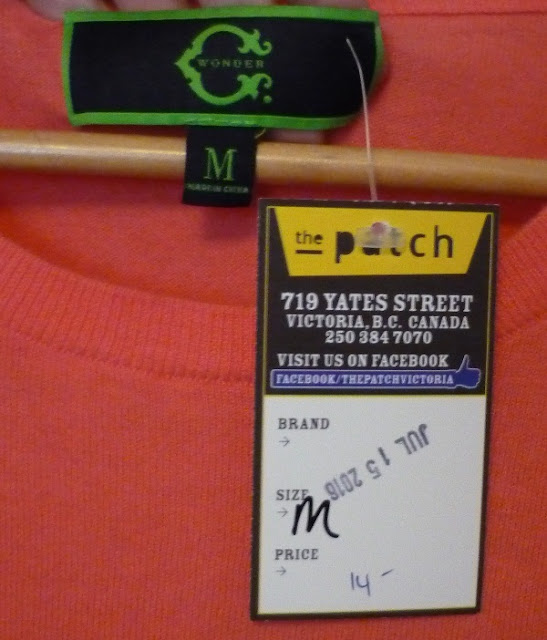 C.
WONDER
M
MADE IN CHINA
the patch
719 YATES STREET
VICTORIA, B.C. CANADA
250 384 7070
VISIT US ON FACEBOOK
FACEBOOK/THEPATCHVICTORIA
BRAND
→
JUL 15 2016
SIZE
→ M
PRICE
→
14 -